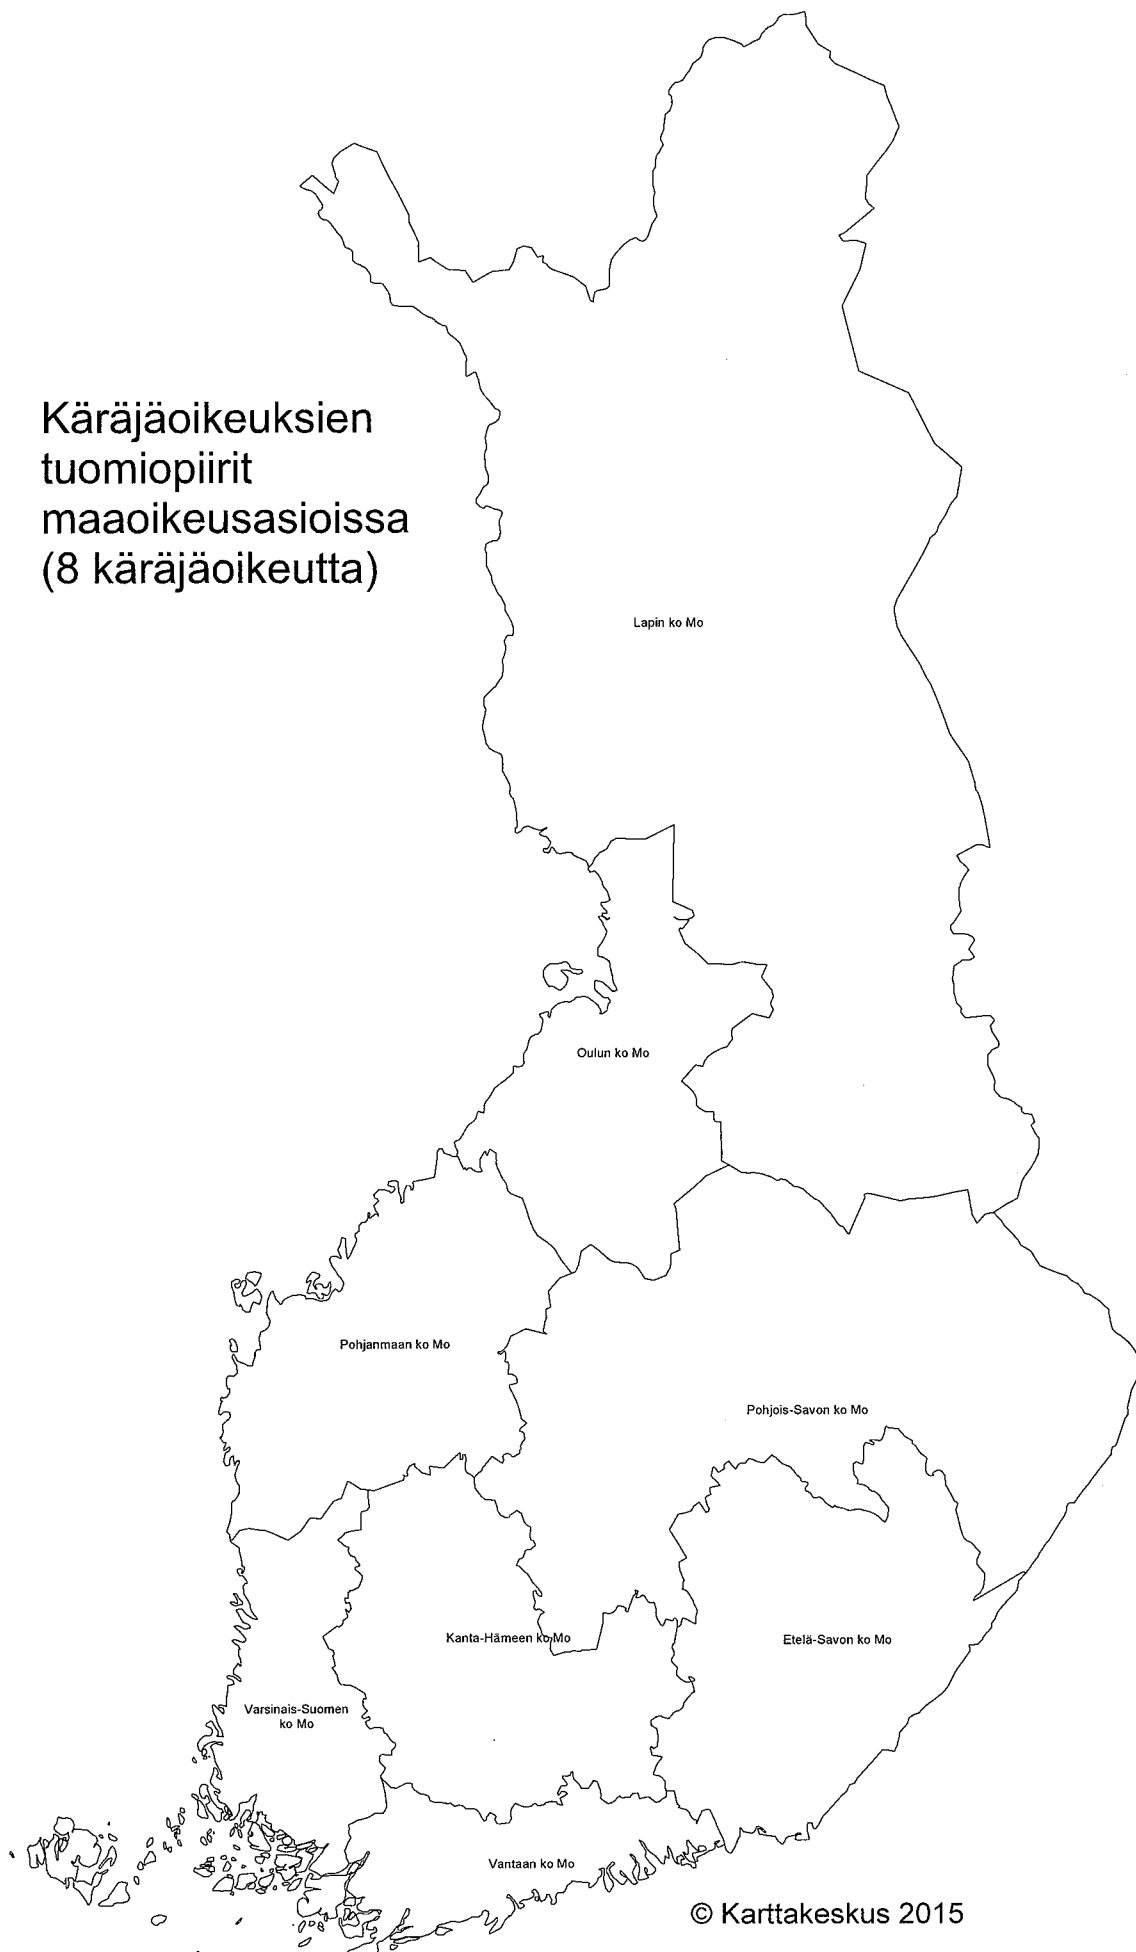 Käräjäoikeuksien
tuomiopiirit
maaoikeusasioissa
(8 käräjäoikeutta)
Lapin ko Mo
Oulun ko Mo
Pohjanmaan ko Mo
Pohjois-Savon ko Mo
Kanta-Hämeen ko Mo
Etelä-Savon ko Mo
Varsinais-Suomen
ko Mo
Vantaan ko Mo
© Karttakeskus 2015